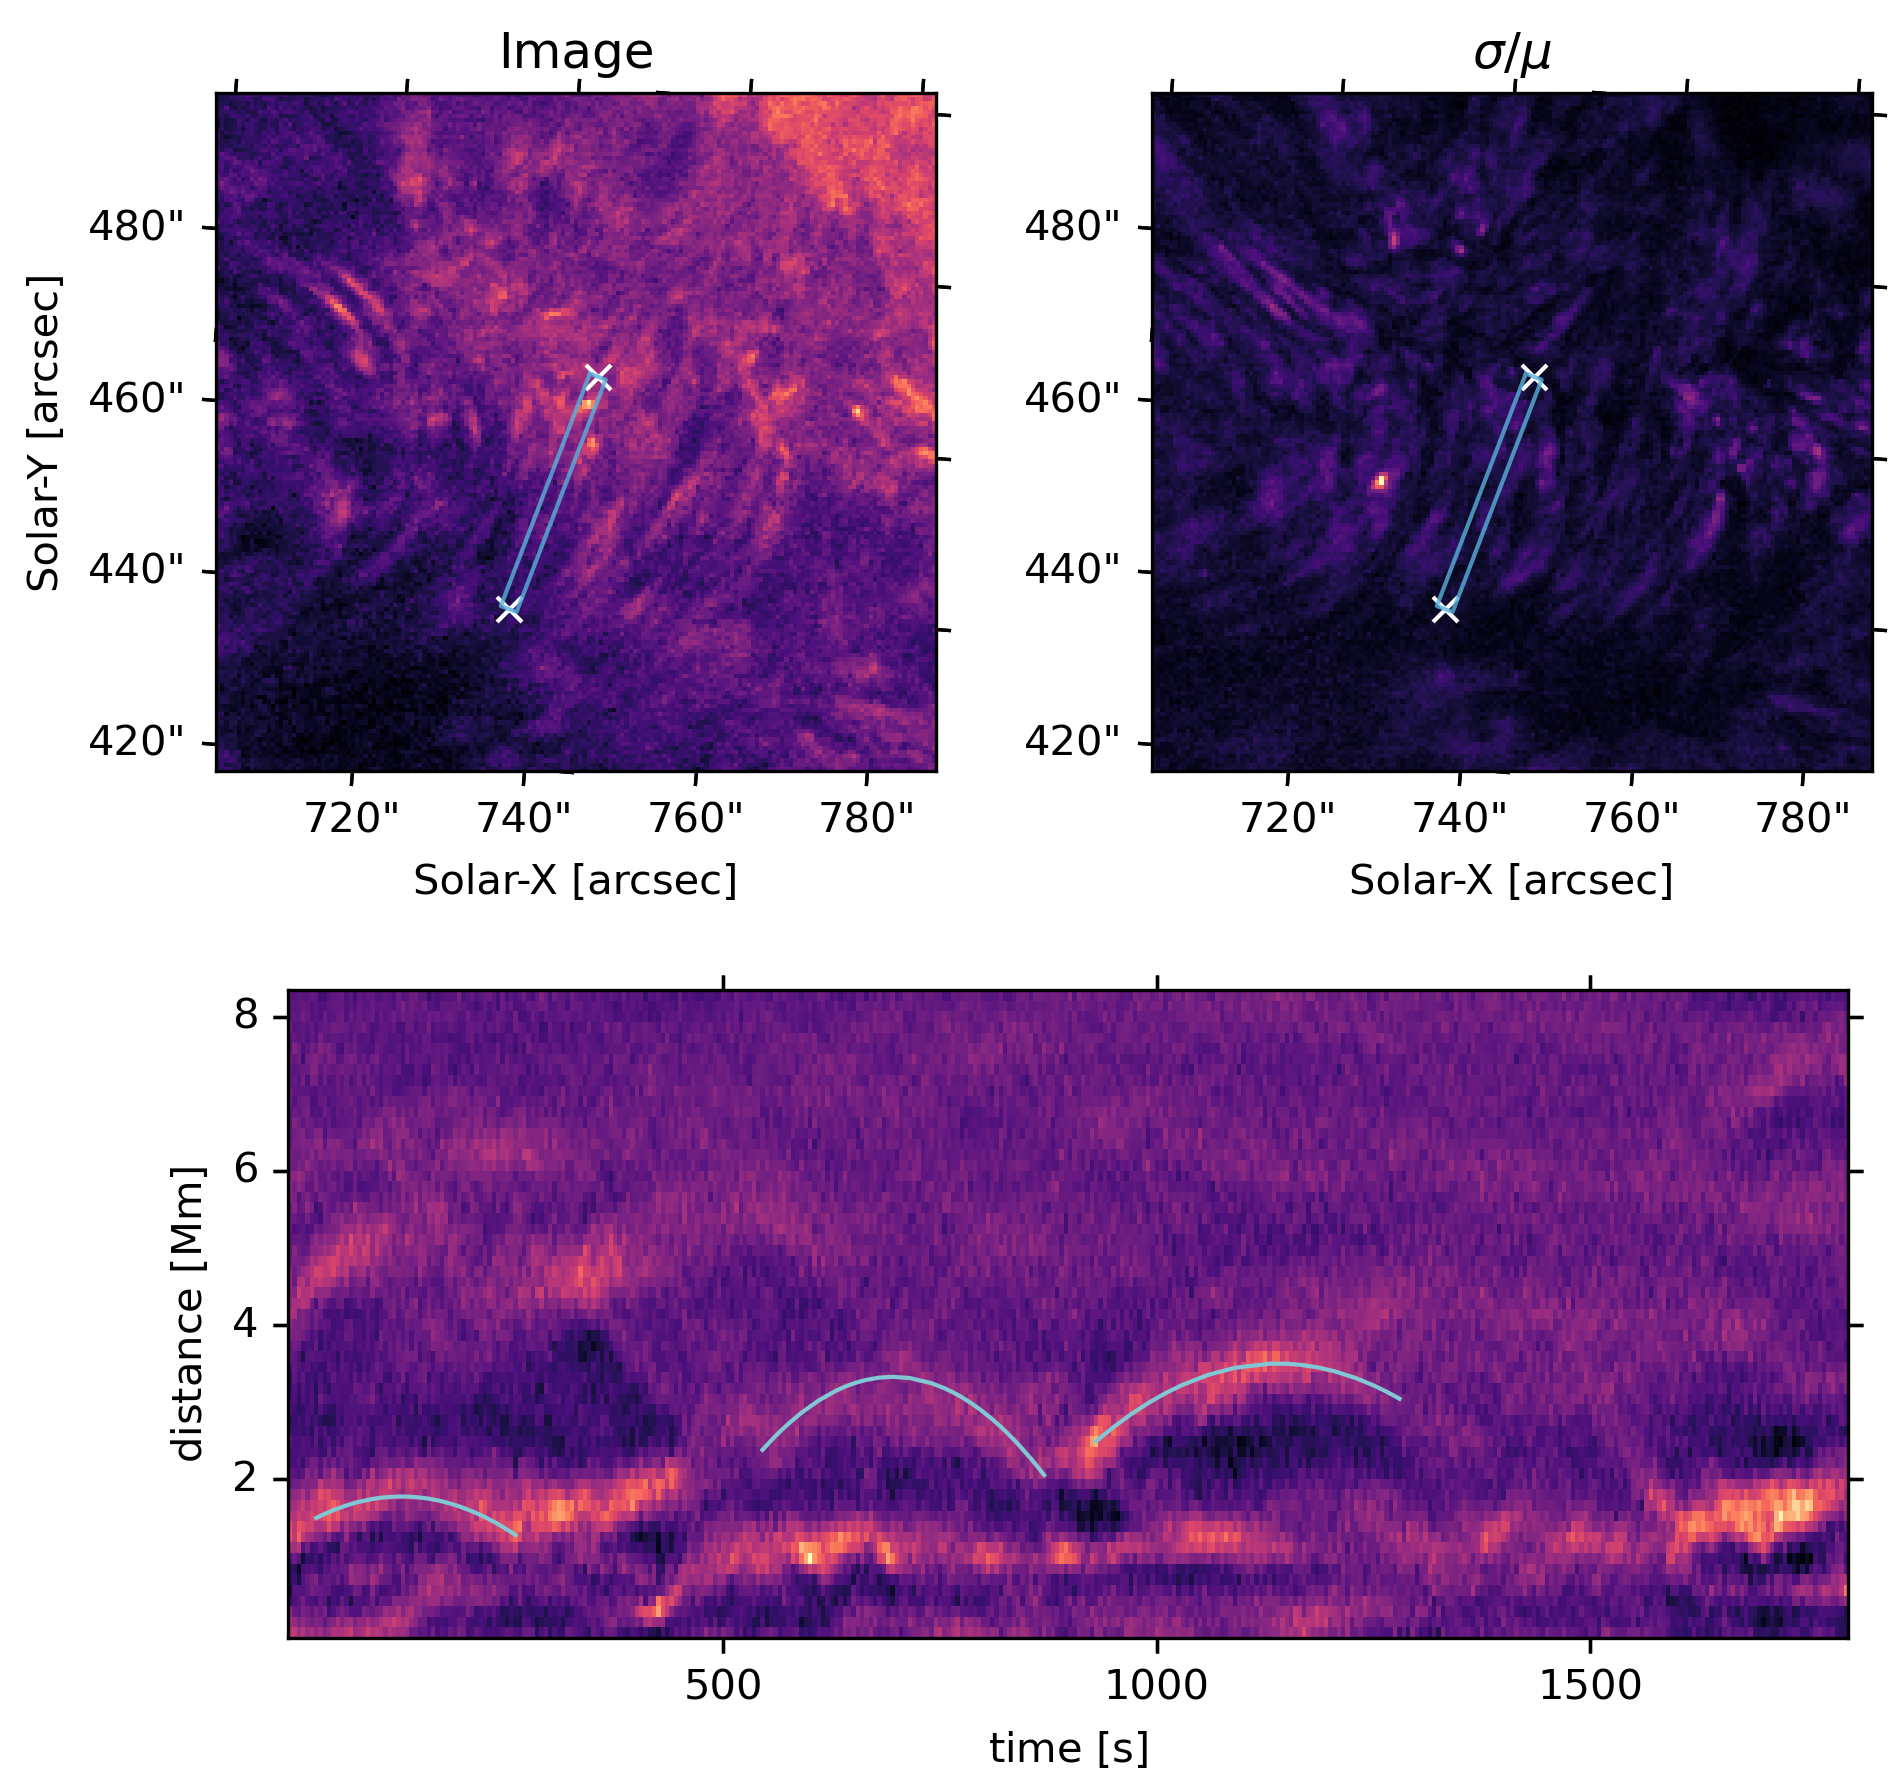 Image
σ/μ
480"
460"
440"
420"
Solar-Y [arcsec]
720" 740" 760" 780"
Solar-X [arcsec]
480"
460"
440"
420"
720" 740" 760" 780"
Solar-X [arcsec]
8
6
4
2
distance [Mm]
500 1000 1500
time [s]